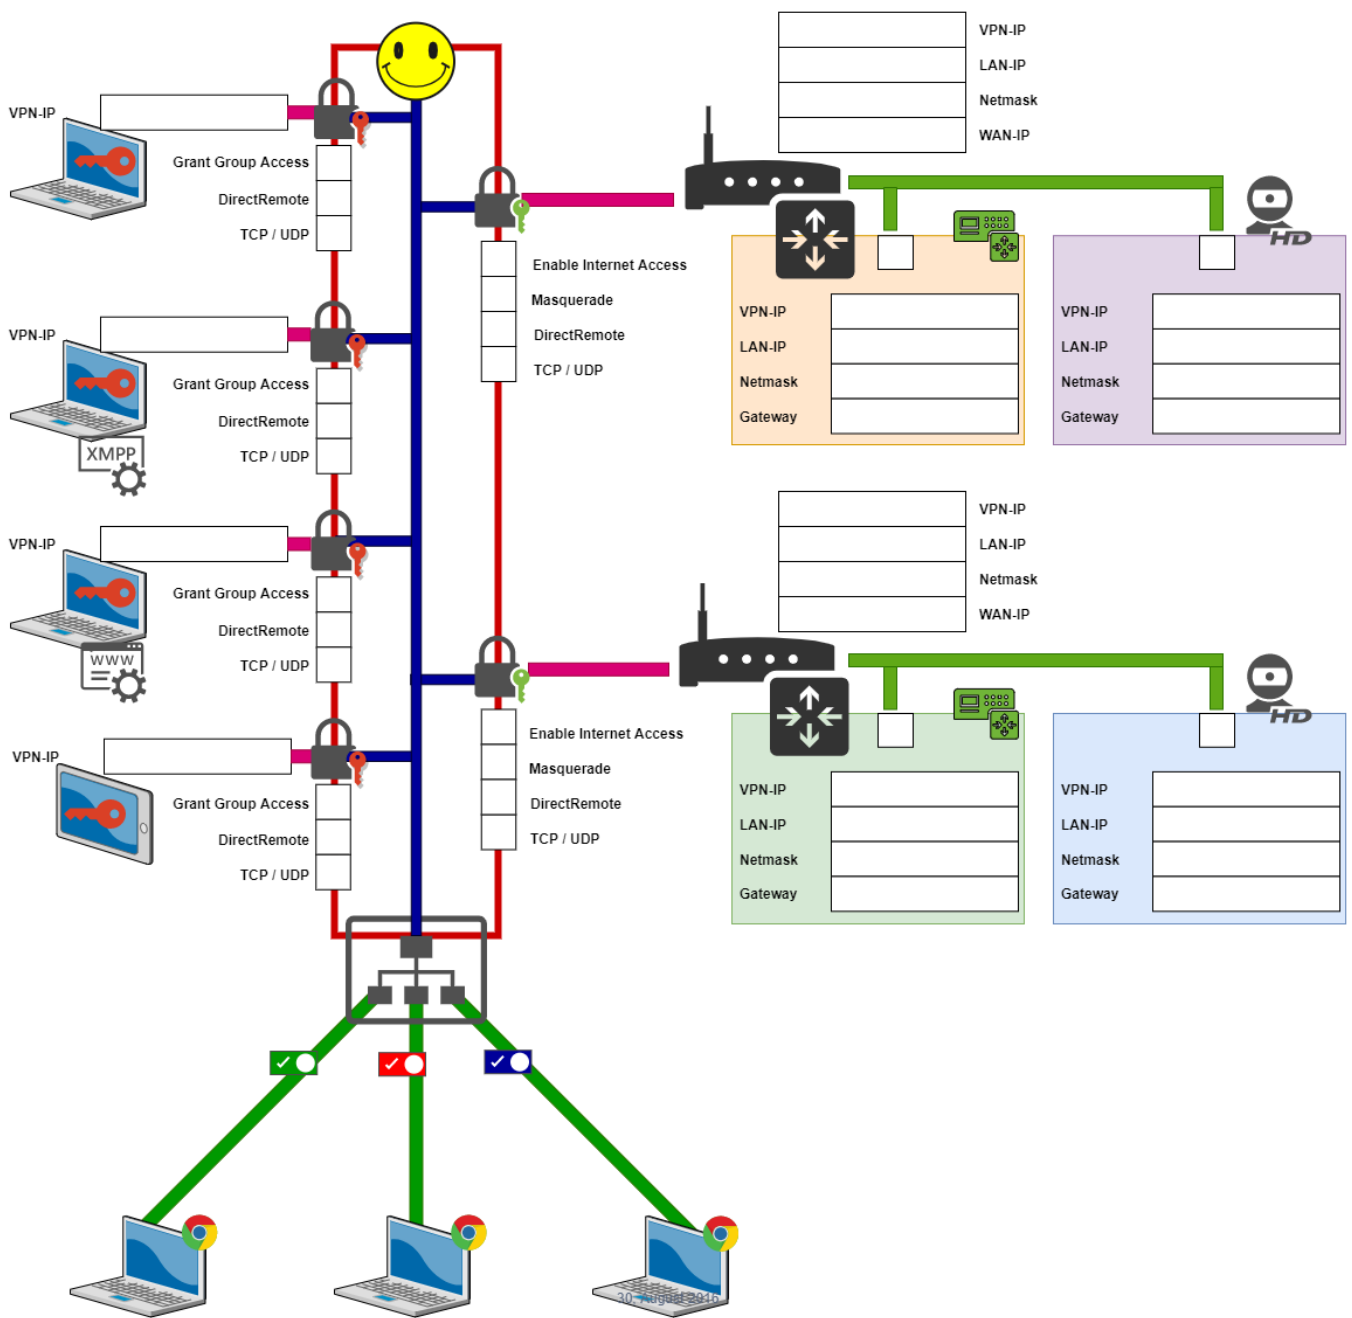 VPN-IP
Grant Group Access
DirectRemote
TCP / UDP
VPN-IP
Grant Group Access
DirectRemote
TCP / UDP
XMPP
VPN-IP
Grant Group Access
DirectRemote
TCP / UDP
WWW
VPN-IP
Grant Group Access
DirectRemote
TCP / UDP
Enable Internet Access
Masquerade
DirectRemote
TCP / UDP
Enable Internet Access
Masquerade
DirectRemote
TCP / UDP
VPN-IP
LAN-IP
Netmask
WAN-IP
HD
VPN-IP
LAN-IP
Netmask
Gateway
VPN-IP
LAN-IP
Netmask
Gateway
VPN-IP
LAN-IP
Netmask
WAN-IP
HD
VPN-IP
LAN-IP
Netmask
Gateway
VPN-IP
LAN-IP
Netmask
Gateway
30. August 2016